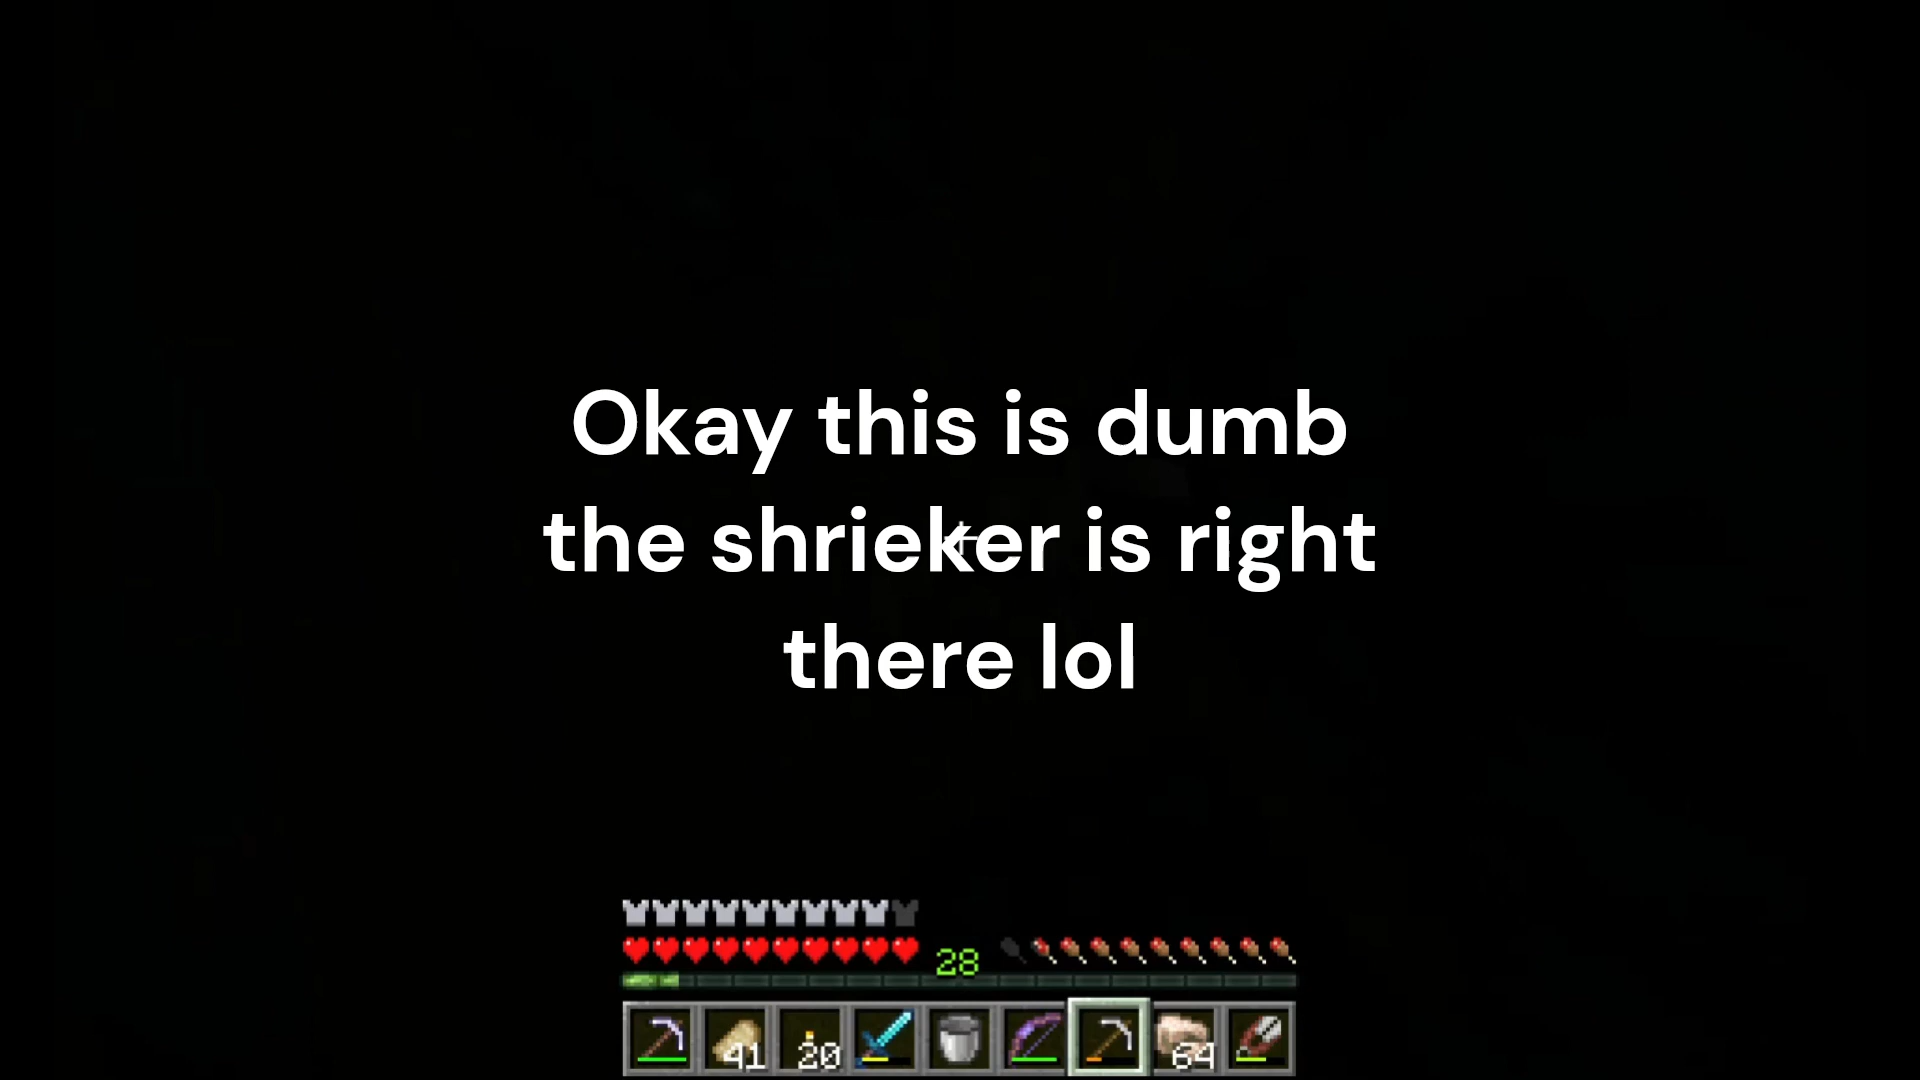 Okay this is dumb
the shrieker is right
there lol
28
41
20
64